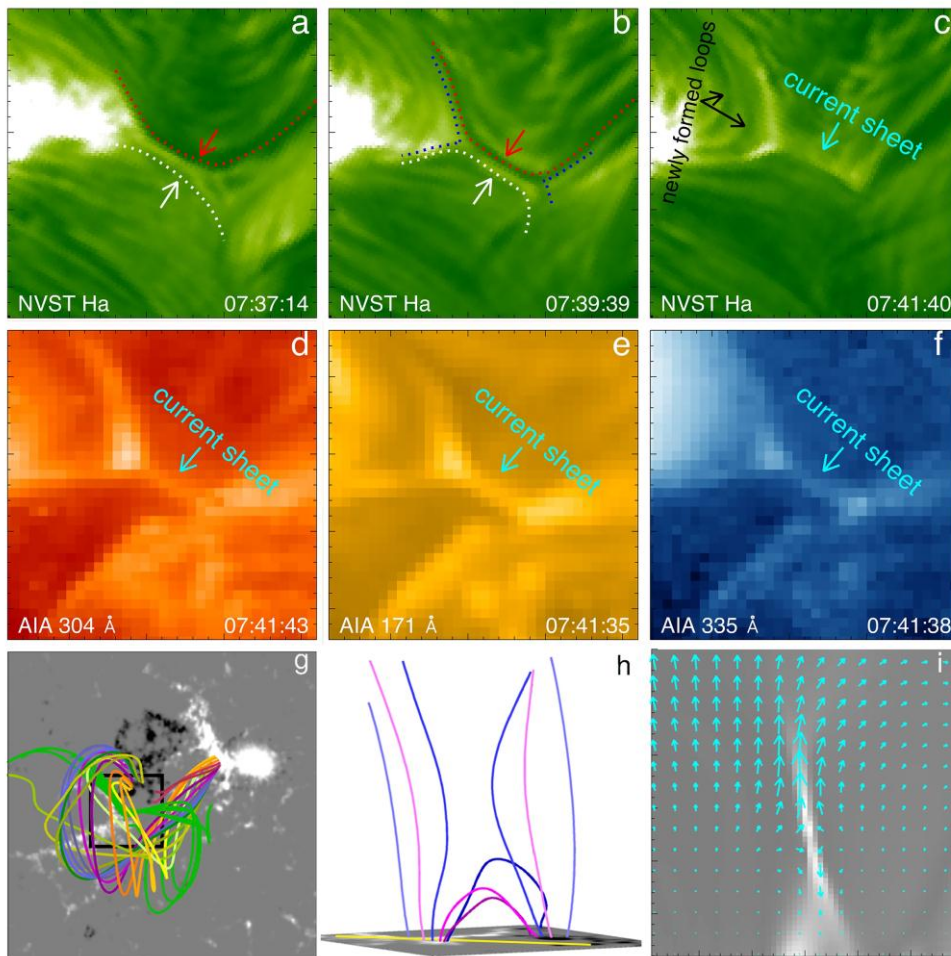 a
NVST Ha 07:37:14
b
NVST Ha 07:39:39
c
newly formed loops
current sheet
NVST Ha 07:41:40
d
current sheet
AIA 304 Å 07:41:43
e
current sheet
AIA 171 Å 07:41:35
f
current sheet
AIA 335 Å 07:41:38
g
h
i